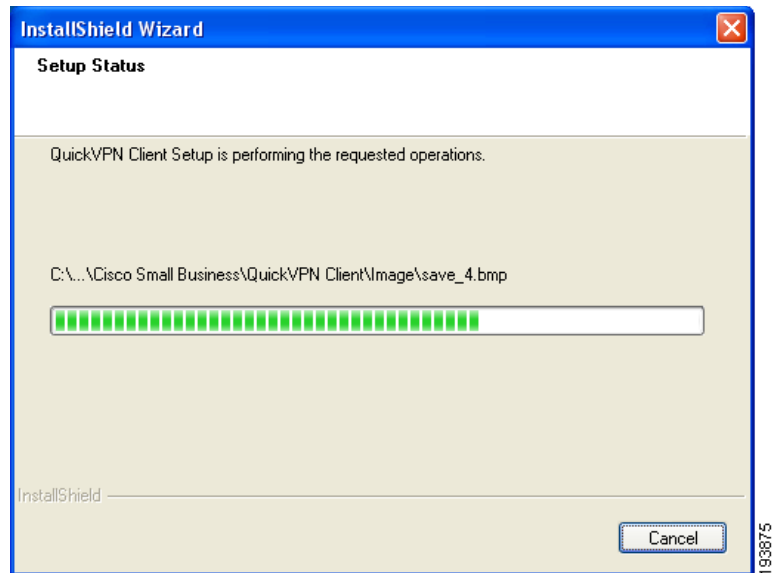 InstallShield Wizard
Setup Status
QuickVPN Client Setup is performing the requested operations.
C:\...\Cisco Small Business\QuickVPN Client\Image\save_4.bmp
InstallShield
Cancel
193875